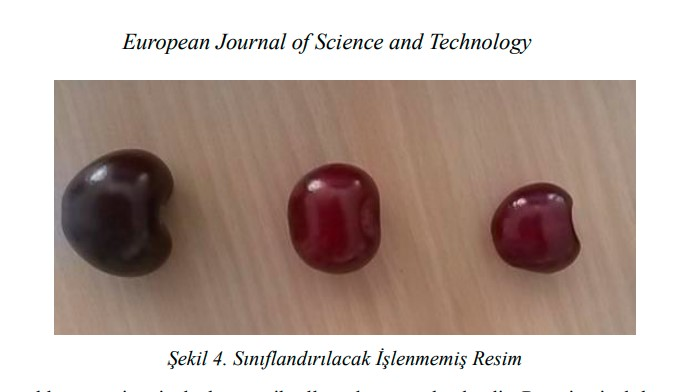 European Journal of Science and Technology
Şekil 4. Sınıflandırılacak İşlenmemiş Resim